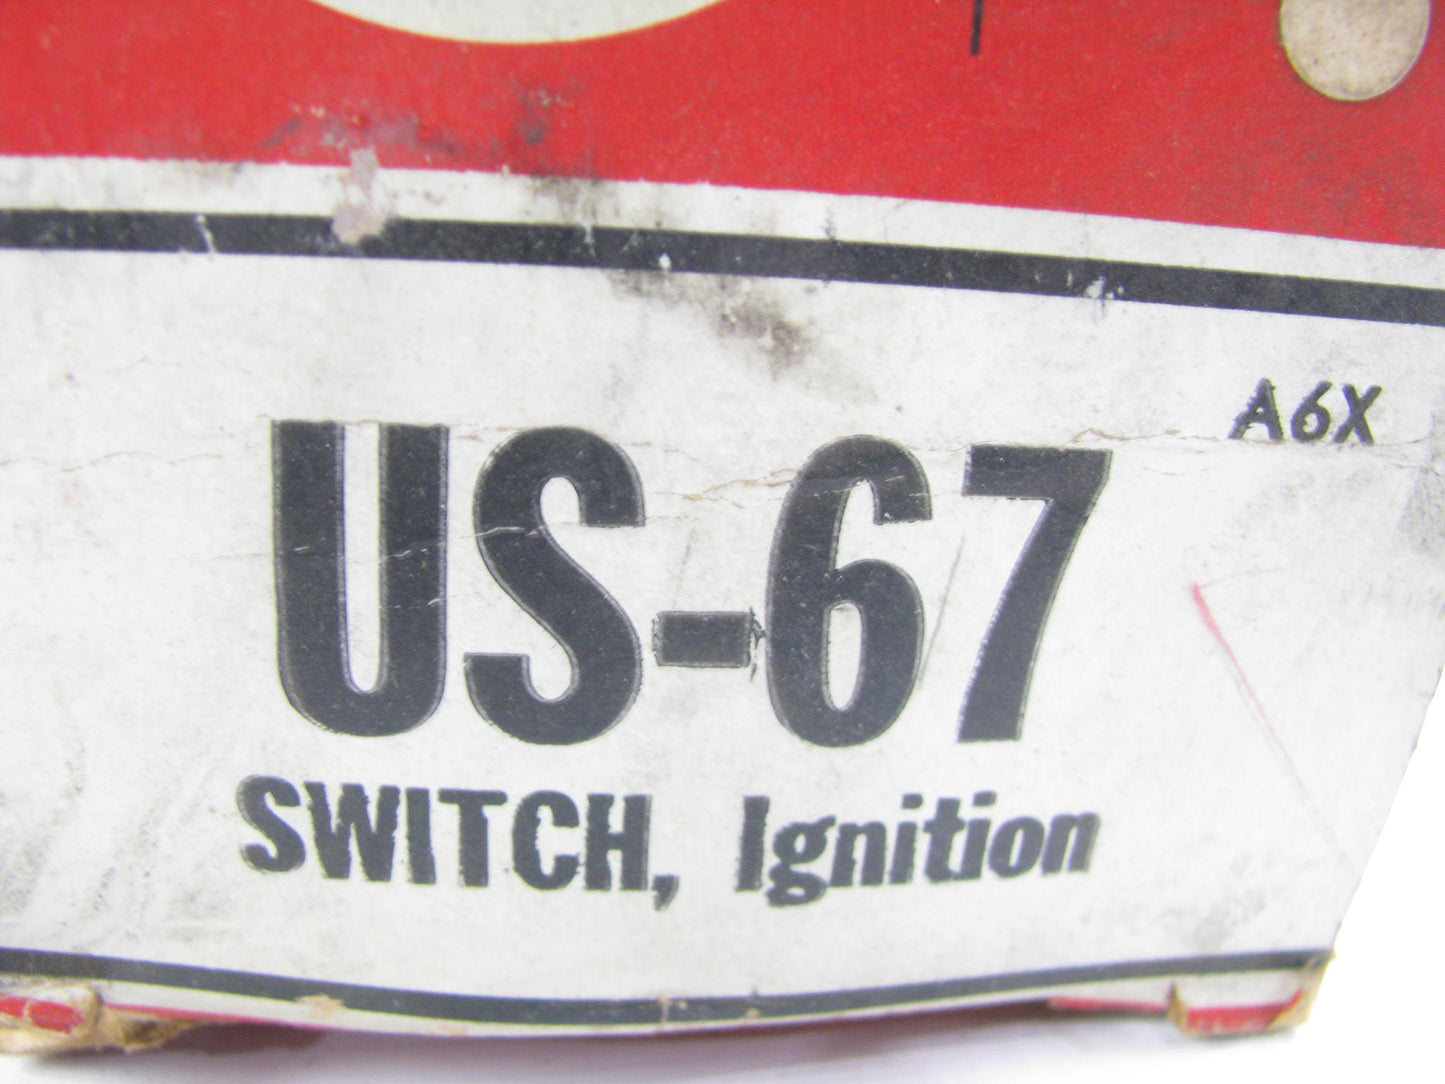 A6X
US-67
SWITCH, Ignition